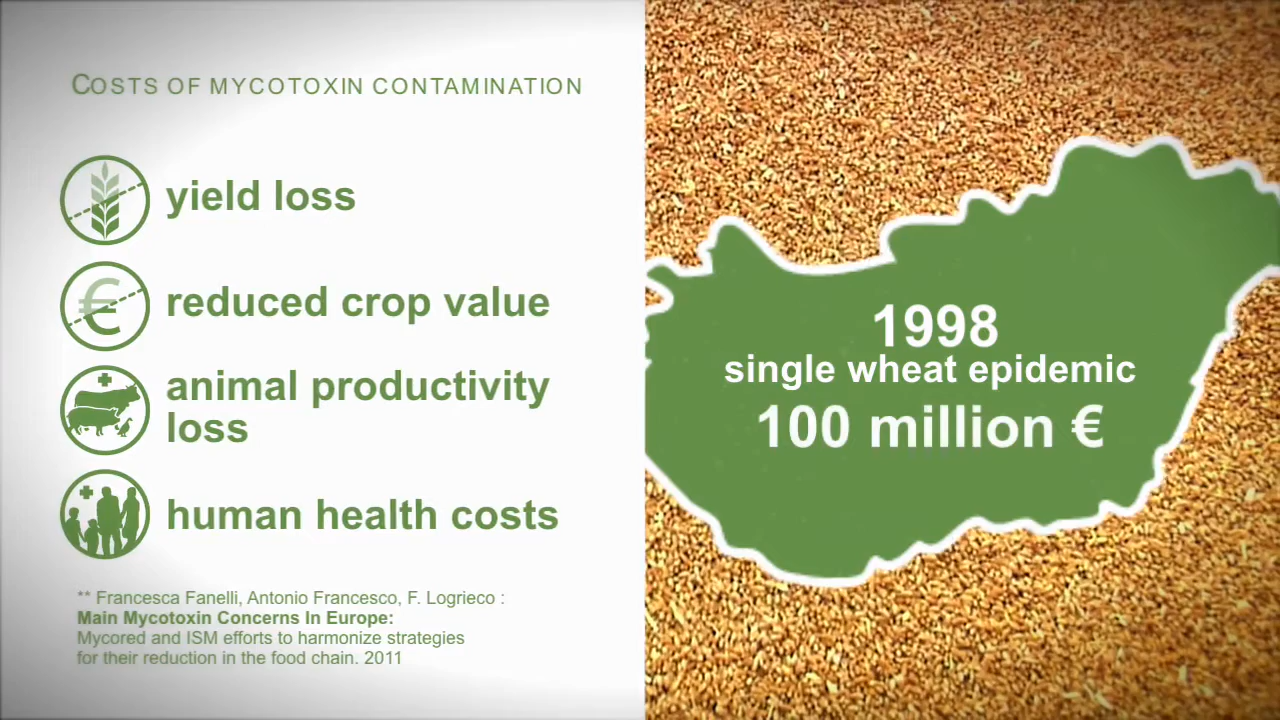 COSTS OF MYCOTOXIN CONTAMINATION
yield loss
€
reduced crop value
animal productivity
loss
human health costs
** Francesca Fanelli, Antonio Francesco, F. Logrieco :
Main Mycotoxin Concerns In Europe:
Mycored and ISM efforts to harmonize strategies
for their reduction in the food chain. 2011
1998
single wheat epidemic
100 million €